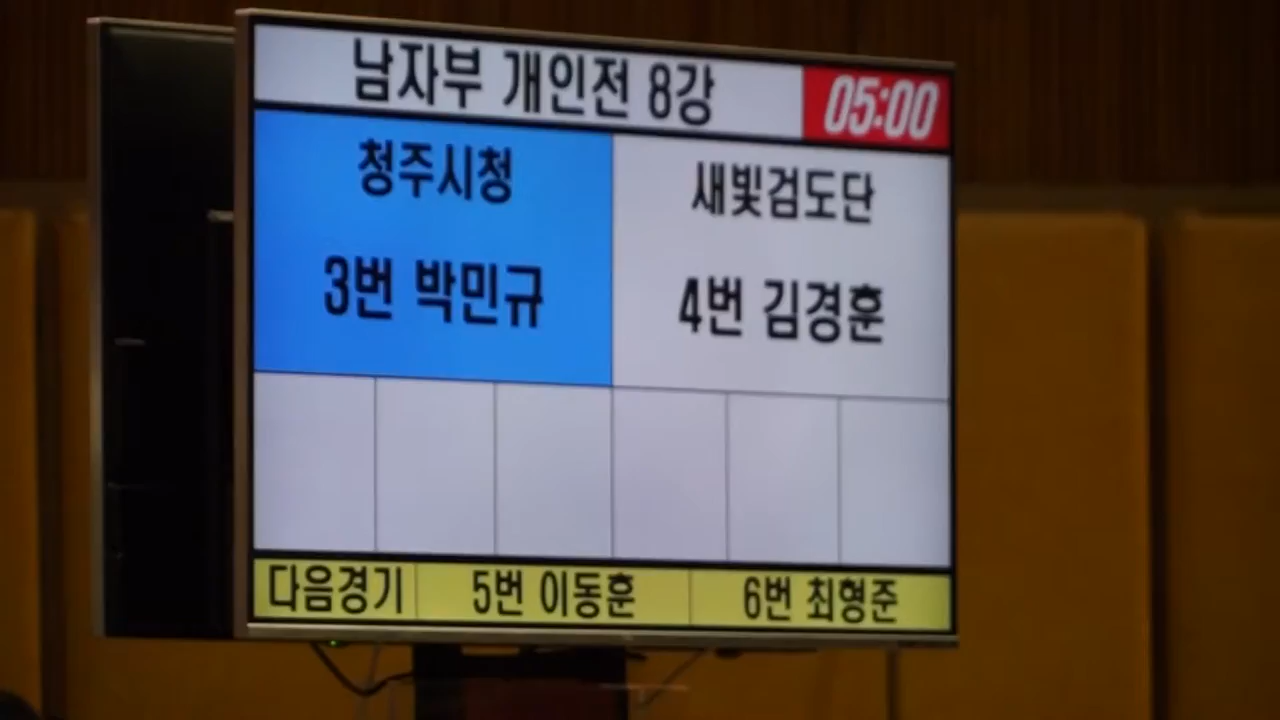 남자부 개인전 8강 05:00
청주시청 새빛검도단
3번 박민규 4번 김경훈
다음경기 5번 이동훈 6번 최형준